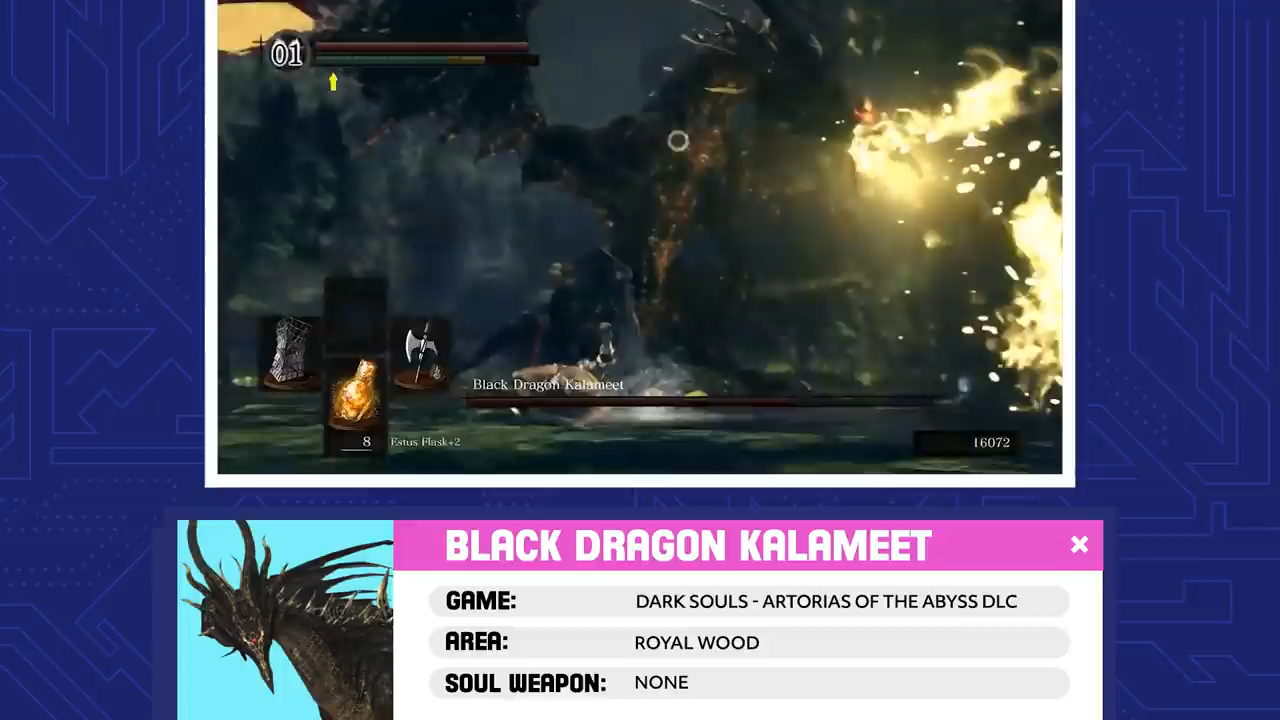 01
Black Dragon Kalameet
8 Estus Flask+2
16072
BLACK DRAGON KALAMEET
GAME: DARK SOULS - ARTORIAS OF THE ABYSS DLC
AREA: ROYAL WOOD
SOUL WEAPON: NONE